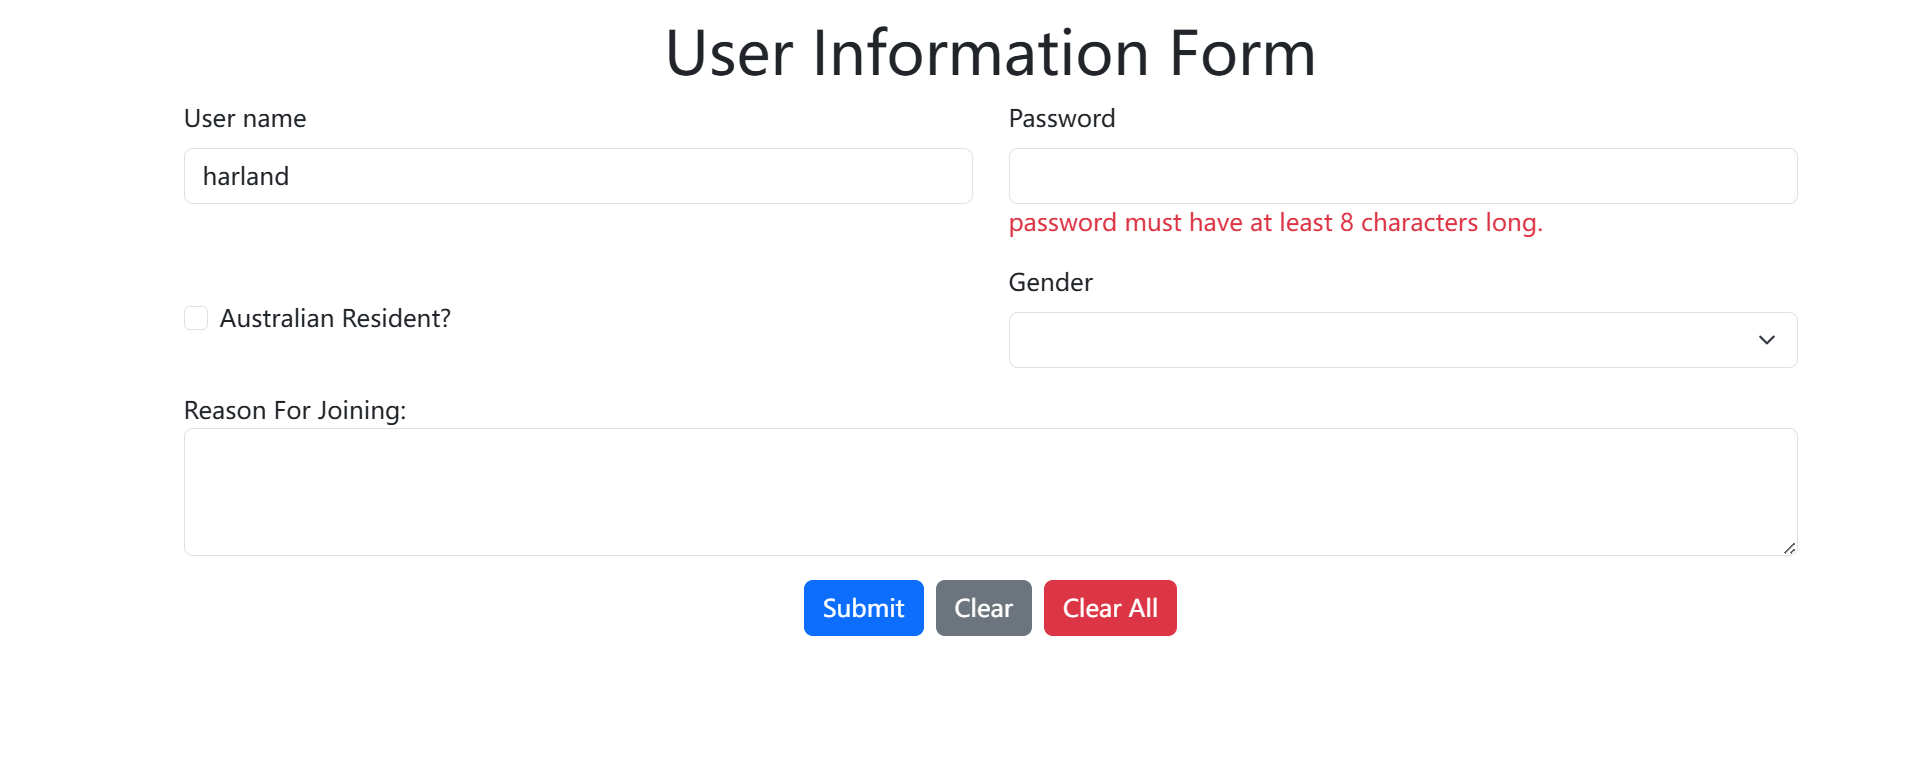 User Information Form
User name
Password
harland
password must have at least 8 characters long.
Gender
Australian Resident?
Reason For Joining:
Submit
Clear
Clear All